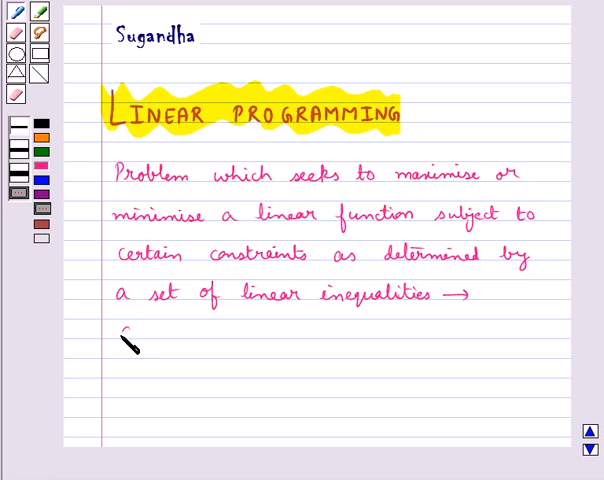 Sugandha
LINEAR PROGRAMMING
Problem which seeks to maximise or
minimise a linear function subject to
certain constraints as determined by
a set of linear inequalities →